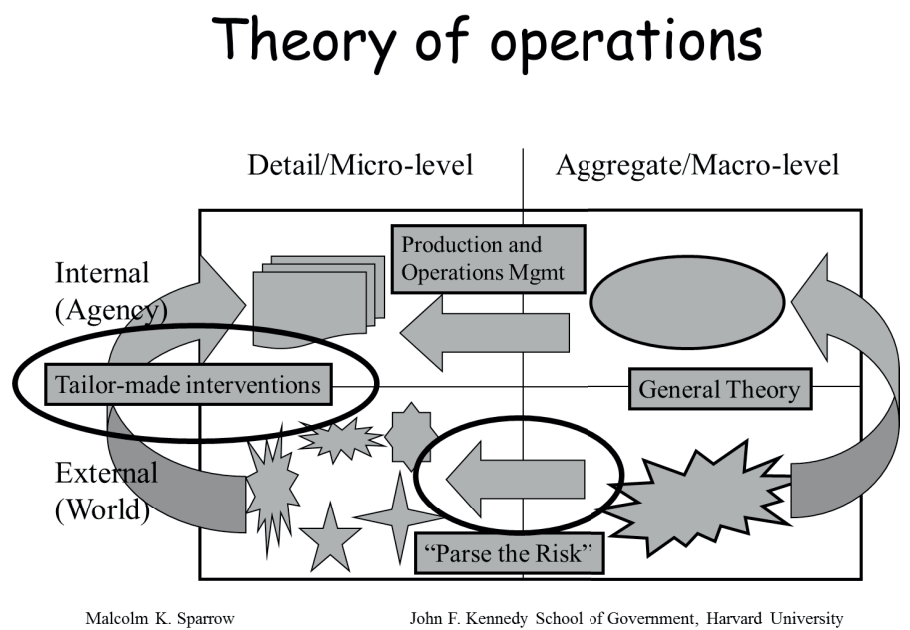 Theory of operations
Detail/Micro-level
Aggregate/Macro-level
Production and
Operations Mgmt
Internal
(Agency)
Tailor-made interventions
General Theory
External
(World)
“Parse the Risk”
Malcolm K. Sparrow
John F. Kennedy School of Government, Harvard University